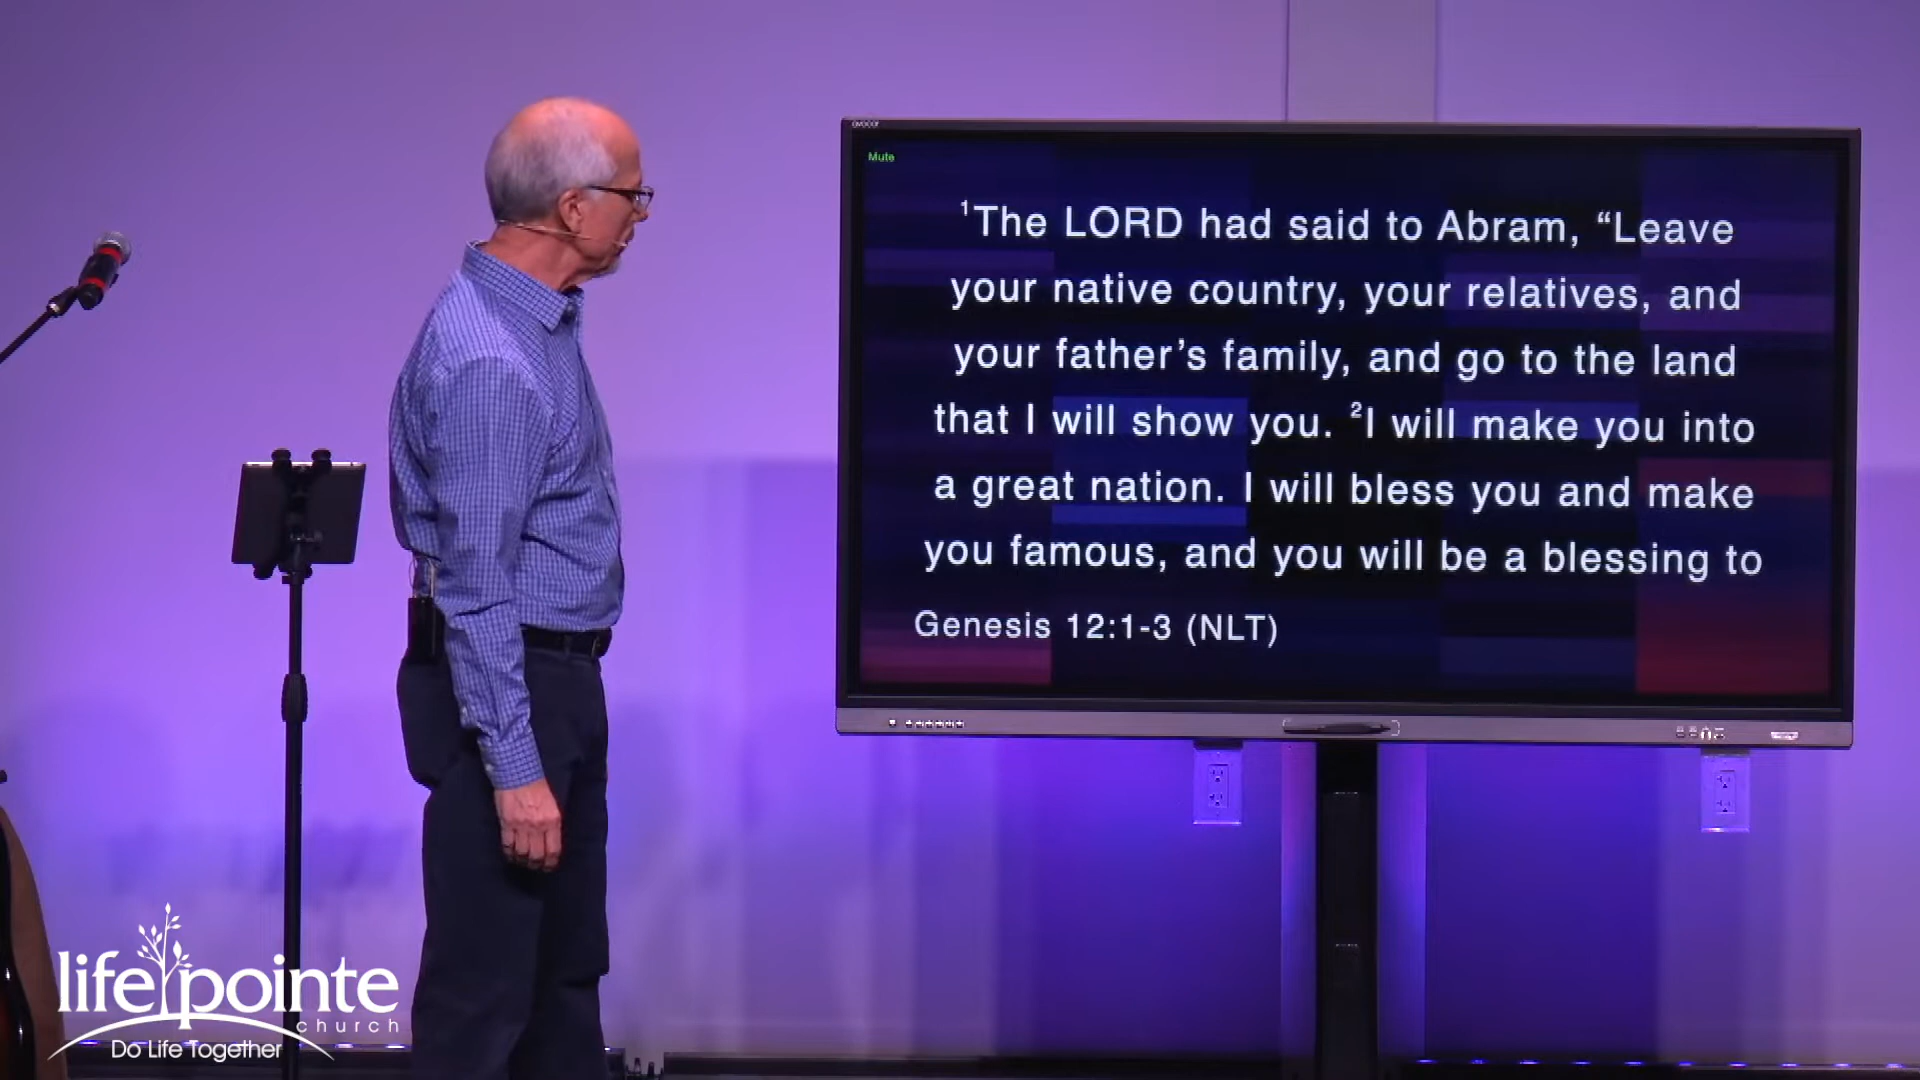 avocor
Mute
¹The LORD had said to Abram, “Leave
your native country, your relatives, and
your father’s family, and go to the land
that I will show you. ²I will make you into
a great nation. I will bless you and make
you famous, and you will be a blessing to
Genesis 12:1-3 (NLT)
life pointe
church
Do Life Together